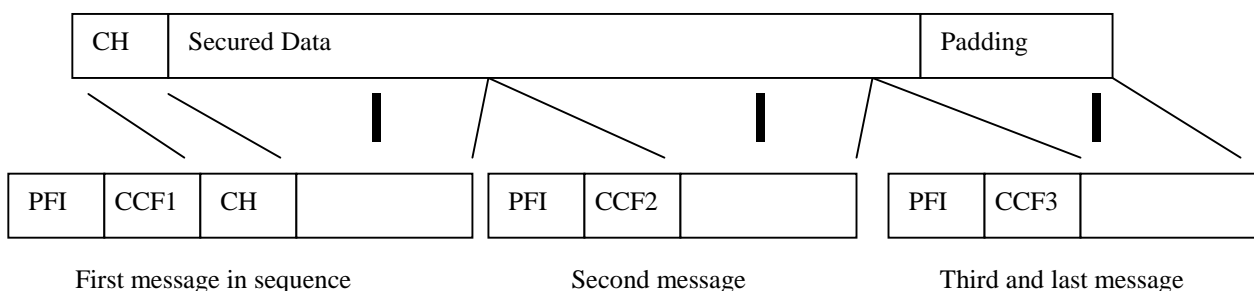 CH Secured Data Padding
PFI CCF1 CH PFI CCF2 PFI CCF3
First message in sequence Second message Third and last message